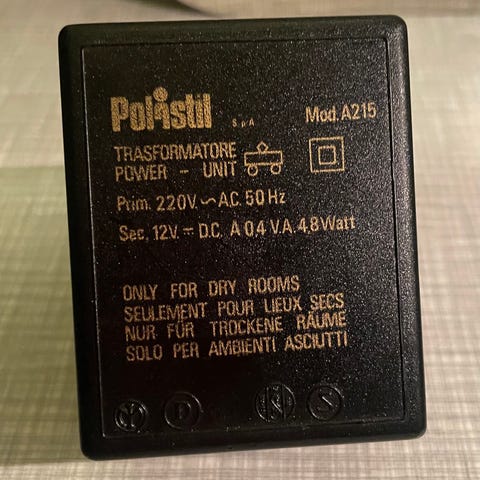 Polistil S.p.A Mod. A215
TRASFORMATORE
POWER - UNIT
Prim. 220V ~ AC. 50 Hz
Sec. 12V. ⎓ D.C. A 0,4 V.A. 4,8 Watt
ONLY FOR DRY ROOMS
SEULEMENT POUR LIEUX SECS
NUR FÜR TROCKENE RÄUME
SOLO PER AMBIENTI ASCIUTTI
D S